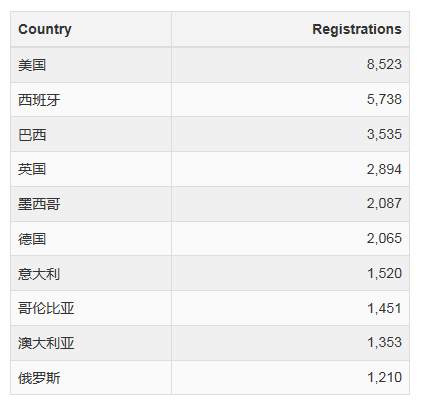 Country Registrations
美国 8,523
西班牙 5,738
巴西 3,535
英国 2,894
墨西哥 2,087
德国 2,065
意大利 1,520
哥伦比亚 1,451
澳大利亚 1,353
俄罗斯 1,210